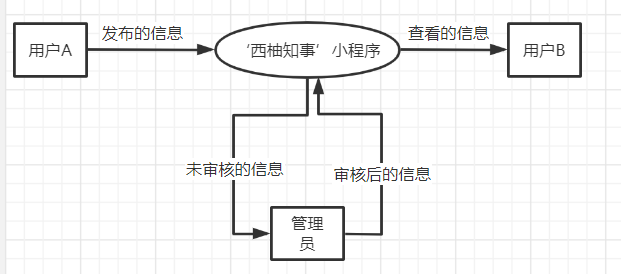 发布的信息
查看的信息
用户A
‘西柚知事’小程序
用户B
未审核的信息
审核后的信息
管理
员